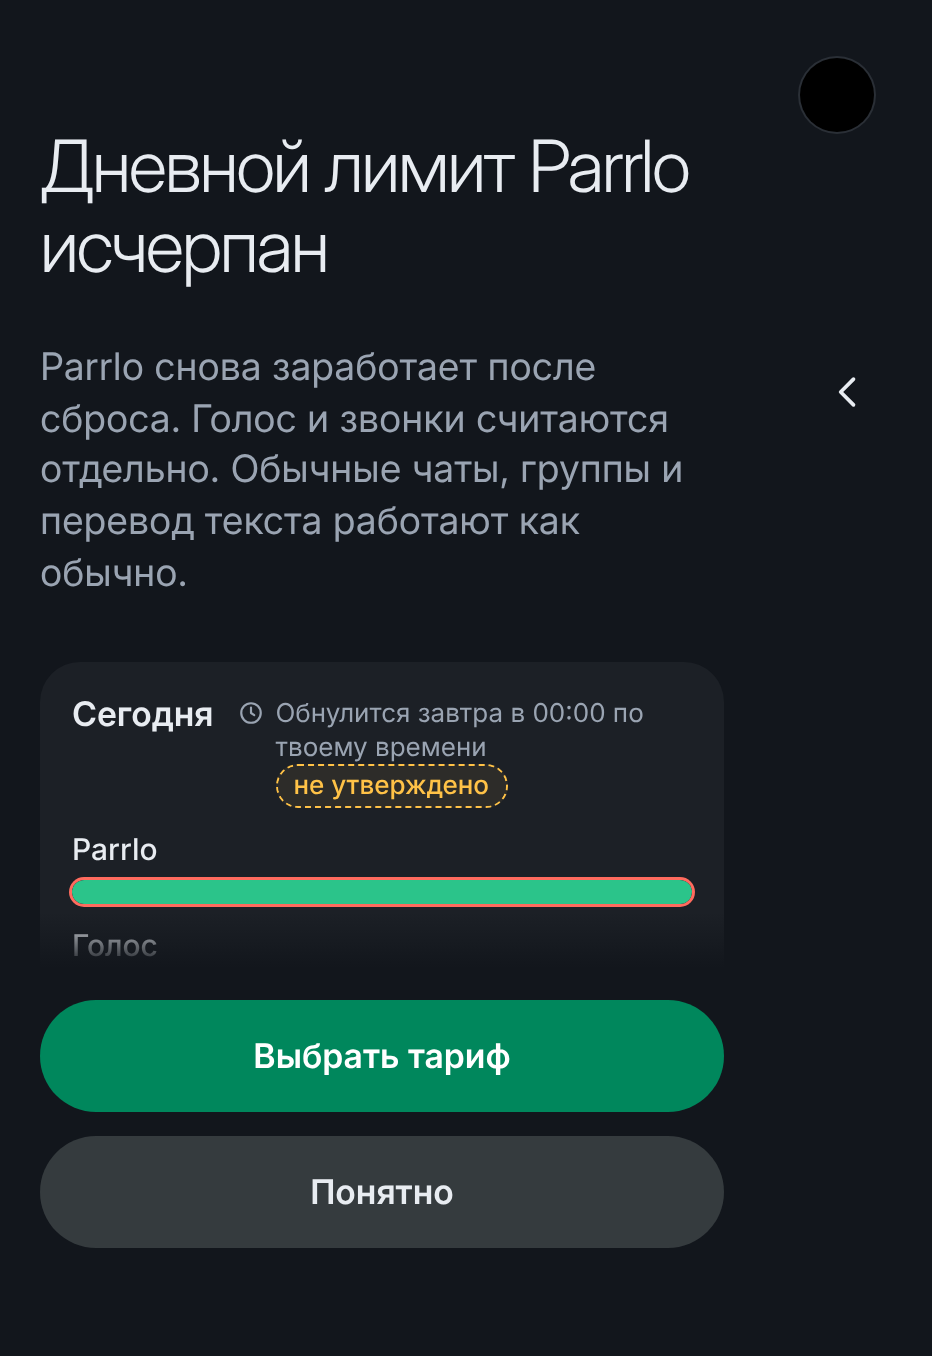 Дневной лимит Parrlo
исчерпан
Parrlo снова заработает после
сброса. Голос и звонки считаются
отдельно. Обычные чаты, группы и
перевод текста работают как
обычно.
Сегодня
Обнулится завтра в 00:00 по
твоему времени
не утверждено
Parrlo
Голос
Выбрать тариф
Понятно